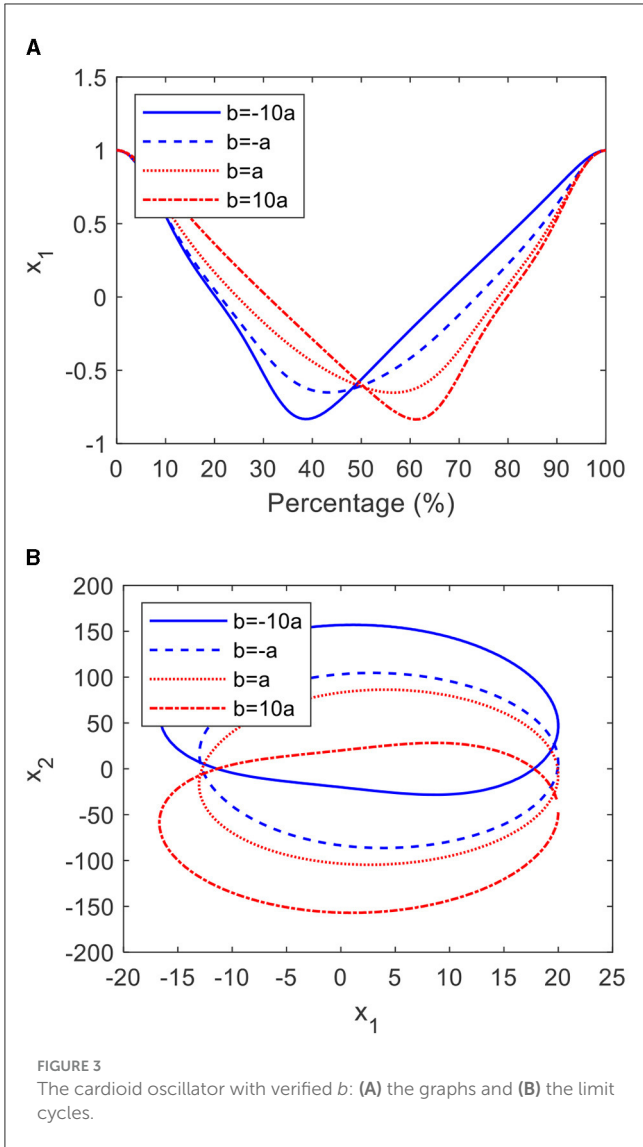 A
1.5
1
0.5
0
-0.5
-1
x1
b=-10a
b=-a
b=a
b=10a
0 10 20 30 40 50 60 70 80 90 100
Percentage (%)
B
200
150
100
50
0
-50
-100
-150
-200
x2
b=-10a
b=-a
b=a
b=10a
-20 -15 -10 -5 0 5 10 15 20 25
x1
FIGURE 3
The cardioid oscillator with verified b: (A) the graphs and (B) the limit
cycles.